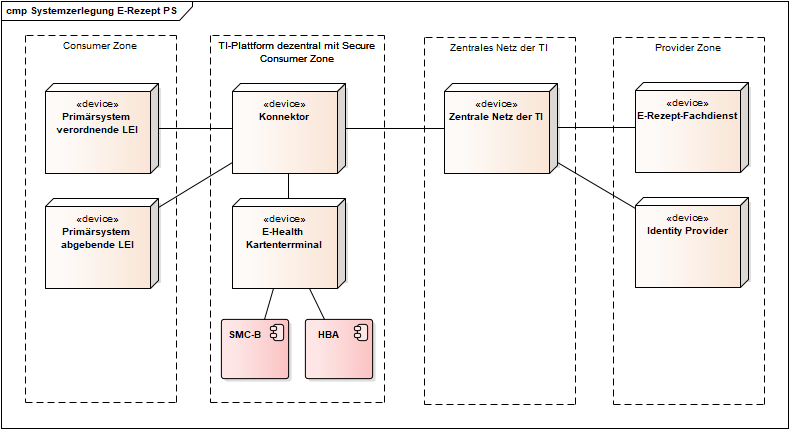 cmp Systemzerlegung E-Rezept PS
Consumer Zone
TI-Plattform dezentral mit Secure
Consumer Zone
Zentrales Netz der TI
Provider Zone
«device»
Primärsystem
verordnende LEI
«device»
Konnektor
«device»
Zentrale Netz der TI
«device»
E-Rezept-Fachdienst
«device»
Primärsystem
abgebende LEI
«device»
E-Health
Kartenterrminal
«device»
Identity Provider
SMC-B
HBA